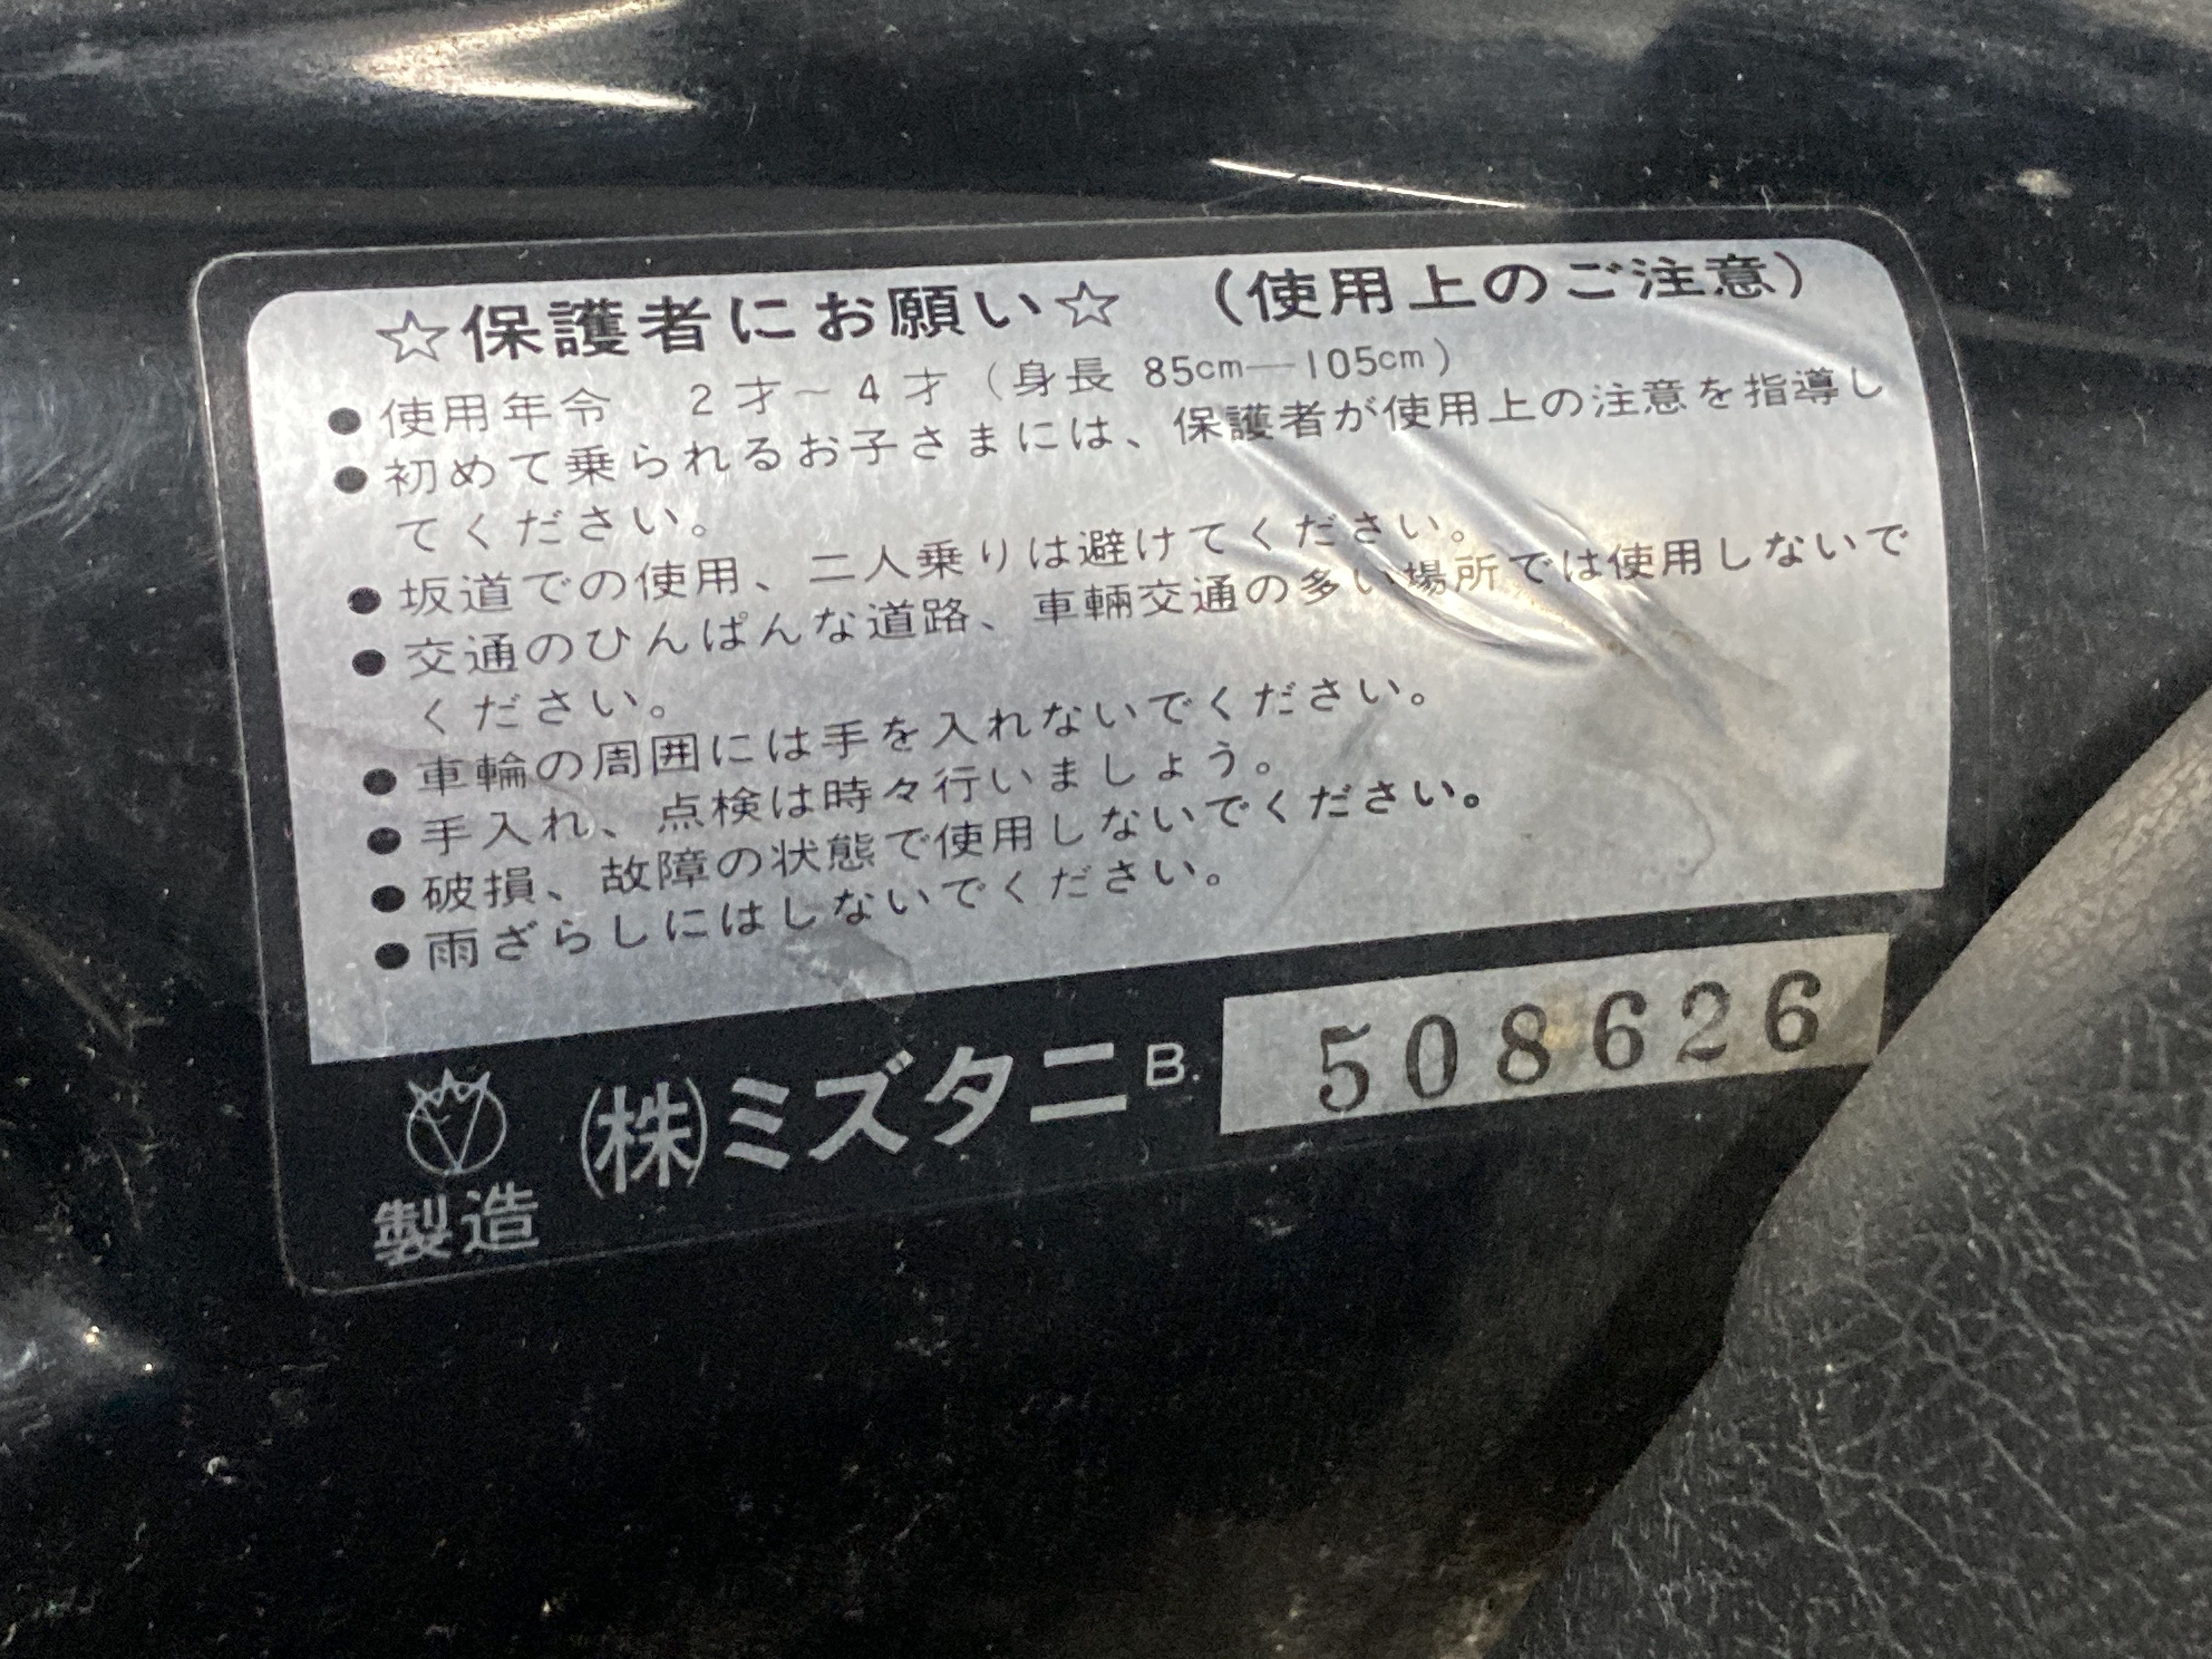 ☆保護者にお願い☆ (使用上のご注意)
●使用年令 2才~4才(身長 85cm—105cm)
●初めて乗られるお子さまには、保護者が使用上の注意を指導し
てください。
●坂道での使用、二人乗りは避けてください。
●交通のひんぱんな道路、車輛交通の多い場所では使用しないで
ください。
●車輪の周囲には手を入れないでください。
●手入れ、点検は時々行いましょう。
●破損、故障の状態で使用しないでください。
●雨ざらしにはしないでください。
製造 (株)ミズタニ B. 508626